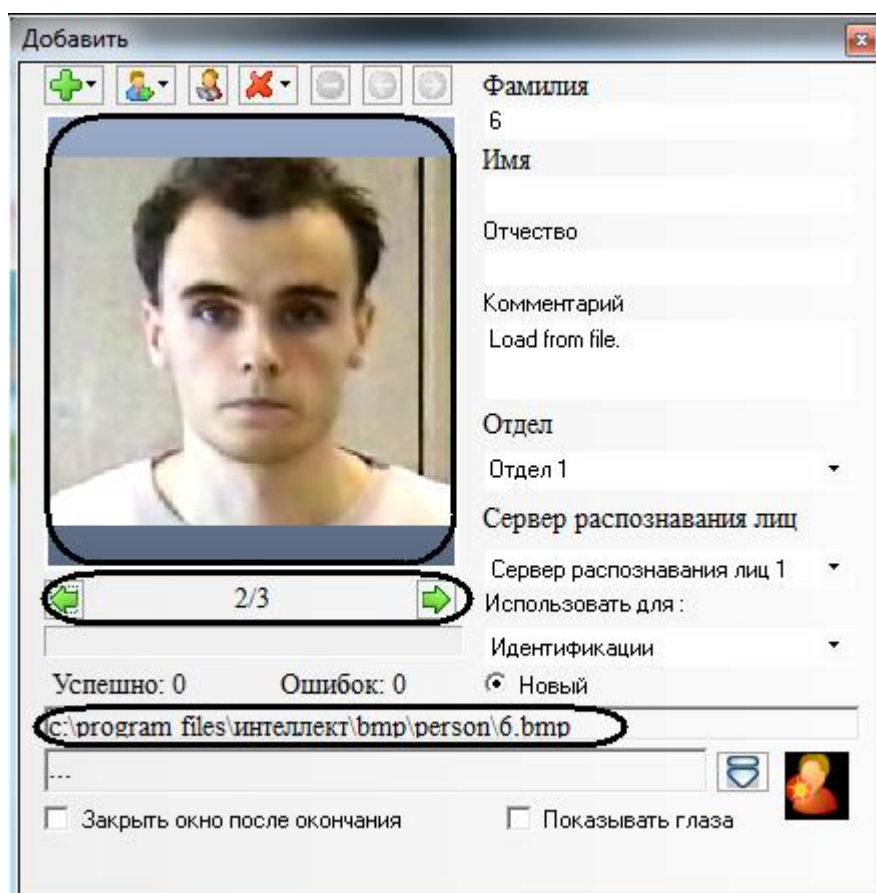 Добавить
Фамилия
6
Имя
Отчество
Комментарий
Load from file.
Отдел
Отдел 1
Сервер распознавания лиц
Сервер распознавания лиц 1
2/3
Использовать для :
Идентификации
Успешно: 0 Ошибок: 0
Новый
c:\program files\интеллект\bmp\person\6.bmp
...
Закрыть окно после окончания
Показывать глаза